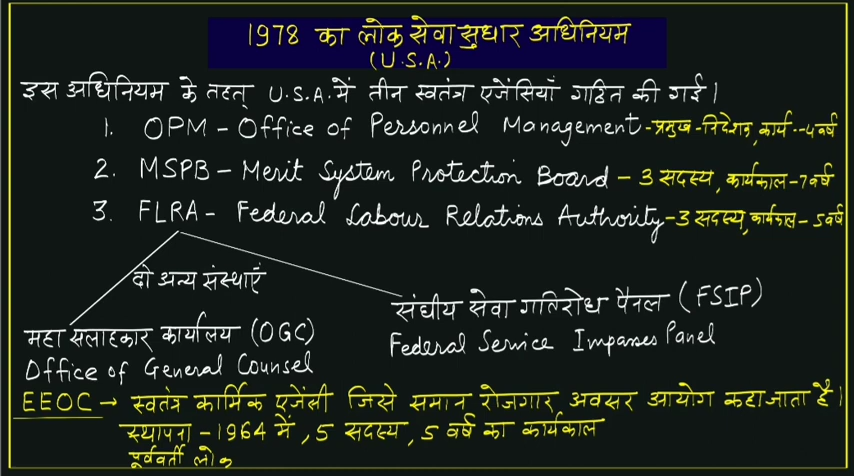 1978 का लोक सेवा सुधार अधिनियम
(U.S.A.)
इस अधिनियम के तहत् U.S.A. में तीन स्वतंत्र एजेंसियाँ गठित की गई।
1. OPM - Office of Personnel Management - प्रमुख - निदेशक, कार्य - 4 वर्ष
2. MSPB - Merit System Protection Board - 3 सदस्य, कार्यकाल - 7 वर्ष
3. FLRA - Federal Labour Relations Authority - 3 सदस्य, कार्यकाल - 5 वर्ष
दो अन्य संस्थाएँ
महा सलाहकार कार्यालय (OGC)
Office of General Counsel
संघीय सेवा गतिरोध पैनल (FSIP)
Federal Service Impasses Panel
EEOC → स्वतंत्र कार्मिक एजेंसी जिसे समान रोजगार अवसर आयोग कहा जाता है।
स्थापना - 1964 में, 5 सदस्य, 5 वर्ष का कार्यकाल
पूर्ववर्ती लोक